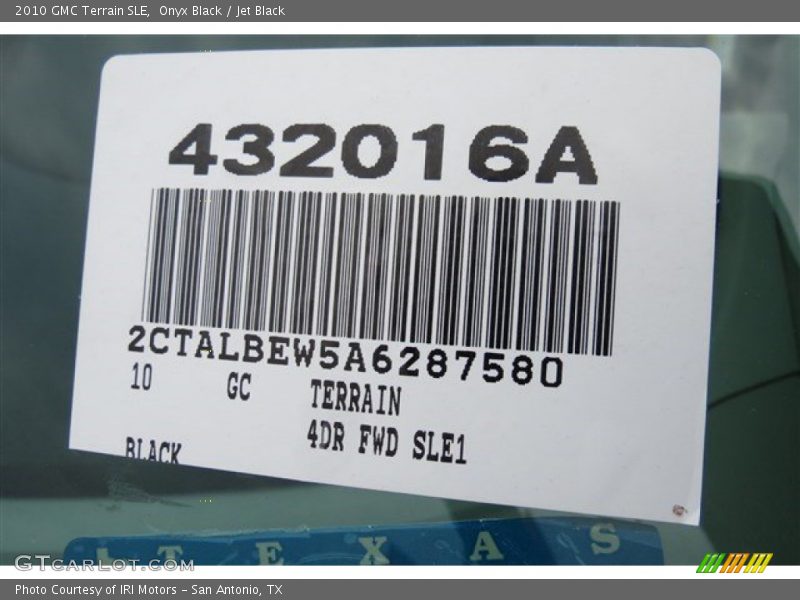 2010 GMC Terrain SLE, Onyx Black / Jet Black
432016A
2CTALBEW5A6287580
10 GC TERRAIN
4DR FWD SLE1
BLACK
TEXAS
GTCARLOT.COM
Photo Courtesy of IRI Motors - San Antonio, TX